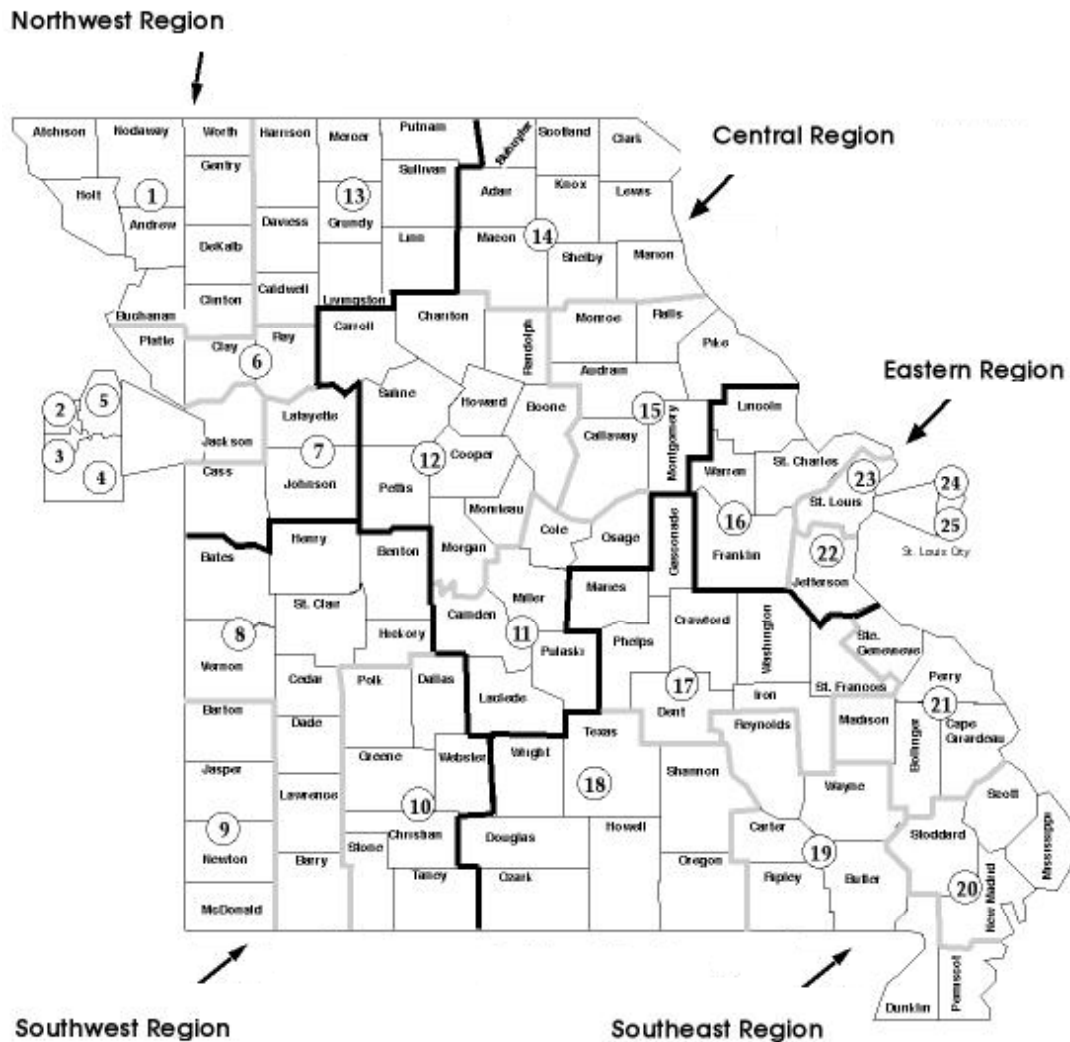 Northwest Region
Central Region
Eastern Region
Atchison
Nodaway
Worth
Harrison
Mercer
Putnam
Schuyler
Scotland
Clark
Gentry
Sullivan
Adair
Knox
Lewis
Holt
1
13
Andrew
Daviess
Grundy
DeKalb
Linn
Macon
14
Shelby
Marion
Clinton
Caldwell
Livingston
Buchanan
Chariton
Carroll
Randolph
Monroe
Ralls
Pike
Platte
Clay
Ray
6
Audrain
Saline
Howard
Boone
2
5
Lafayette
15
Lincoln
3
4
Jackson
7
12
Callaway
Montgomery
Cooper
Cass
Johnson
Pettis
Warren
St. Charles
23
24
Moniteau
St. Louis
16
25
Cole
Osage
Gasconade
Franklin
22
St. Louis City
Henry
Benton
Morgan
Bates
Jefferson
Maries
Miller
St. Clair
Camden
Crawford
Washington
8
Hickory
11
Phelps
Ste.
Genevieve
Vernon
Pulaski
Cedar
Polk
Dallas
Laclede
17
Iron
St. Francois
Perry
Barton
Dent
21
Dade
Texas
Reynolds
Madison
Bollinger
Cape
Girardeau
Greene
Webster
Wright
Jasper
Shannon
Lawrence
18
Wayne
Scott
10
9
Christian
Howell
Carter
Stoddard
Mississippi
Newton
Stone
Douglas
19
Barry
Taney
Ozark
Oregon
Ripley
Butler
20
New Madrid
McDonald
Dunklin
Pemiscot
Southwest Region
Southeast Region